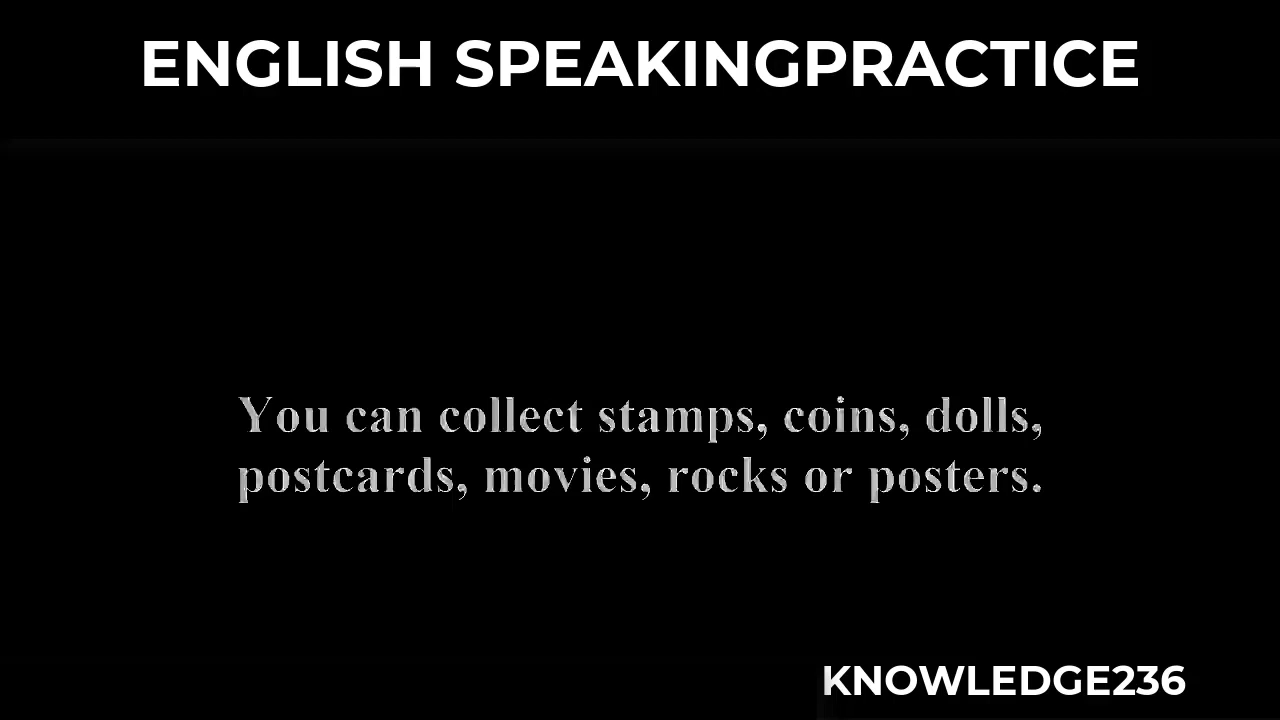 ENGLISH SPEAKINGPRACTICE
You can collect stamps, coins, dolls,
postcards, movies, rocks or posters.
KNOWLEDGE236